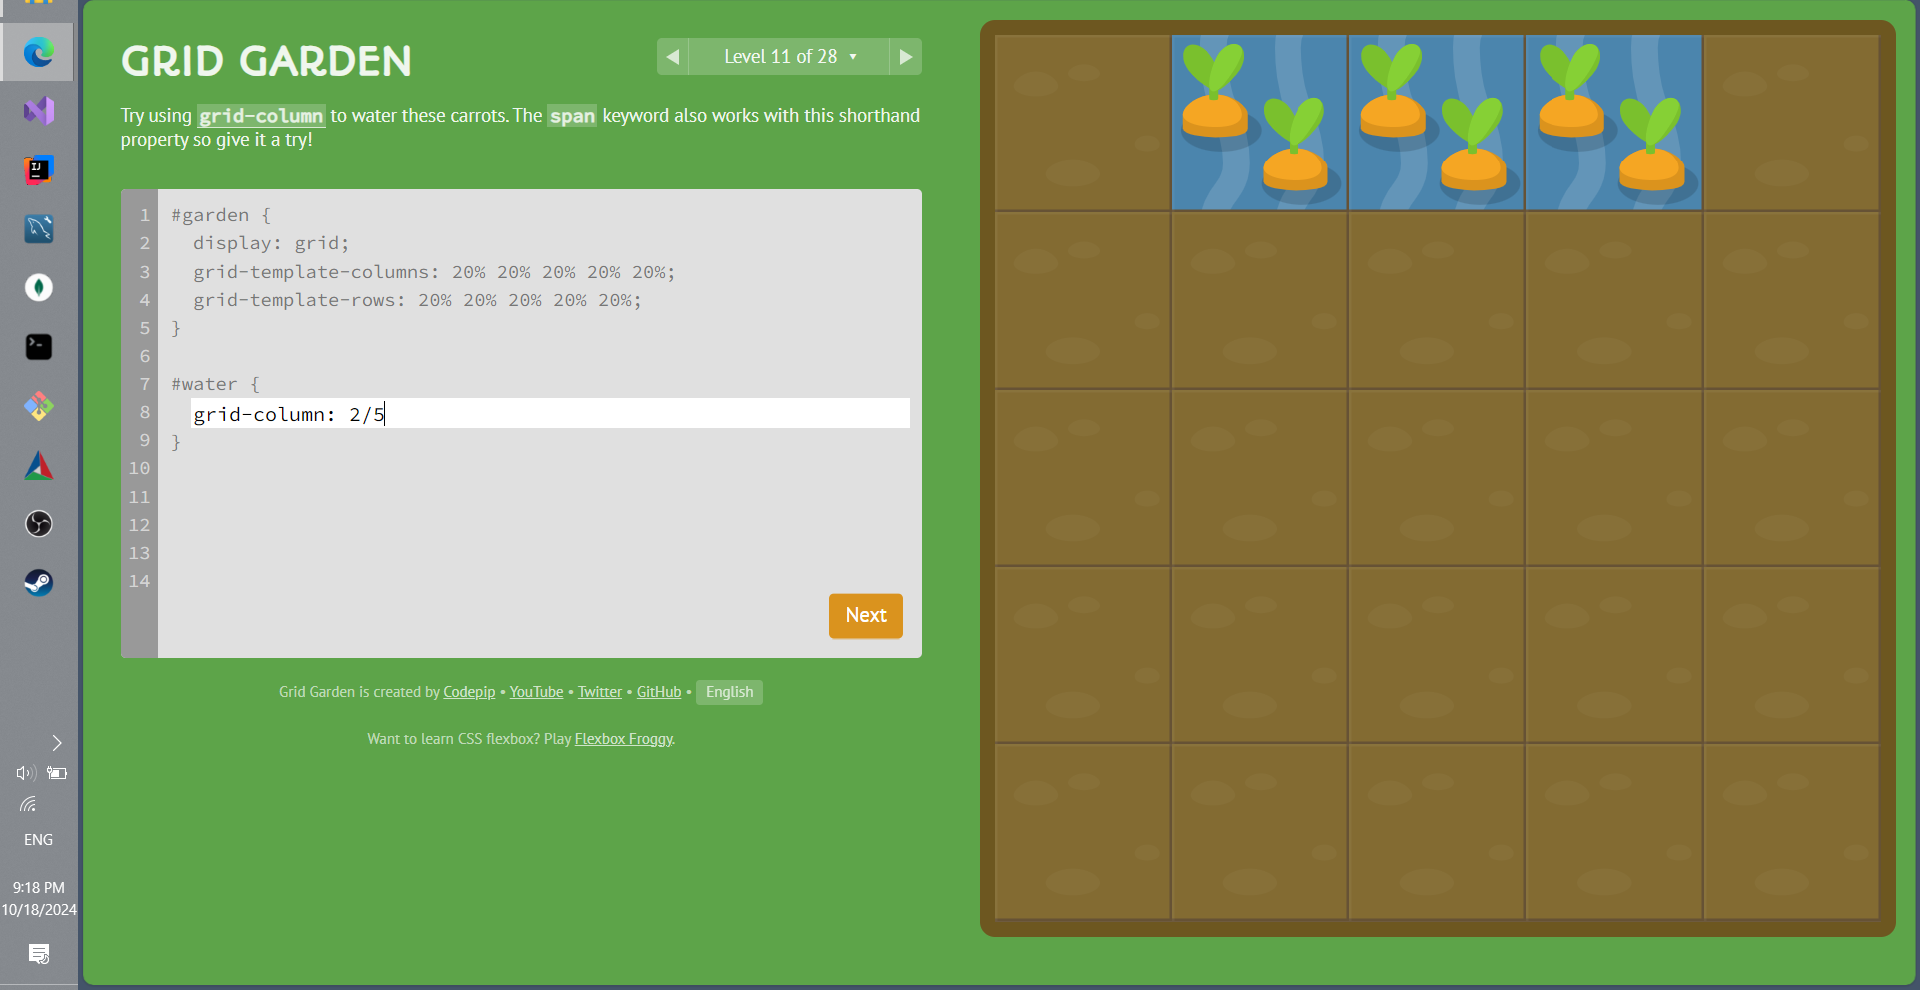 GRID GARDEN
◀ Level 11 of 28 ▾ ▶
Try using grid-column to water these carrots. The span keyword also works with this shorthand
property so give it a try!
1 #garden {
2 display: grid;
3 grid-template-columns: 20% 20% 20% 20% 20%;
4 grid-template-rows: 20% 20% 20% 20% 20%;
5 }
6
7 #water {
8 grid-column: 2/5
9 }
10
11
12
13
14
Next
Grid Garden is created by Codepip • YouTube • Twitter • GitHub • English
Want to learn CSS flexbox? Play Flexbox Froggy.
IJ
ENG
9:18 PM
10/18/2024